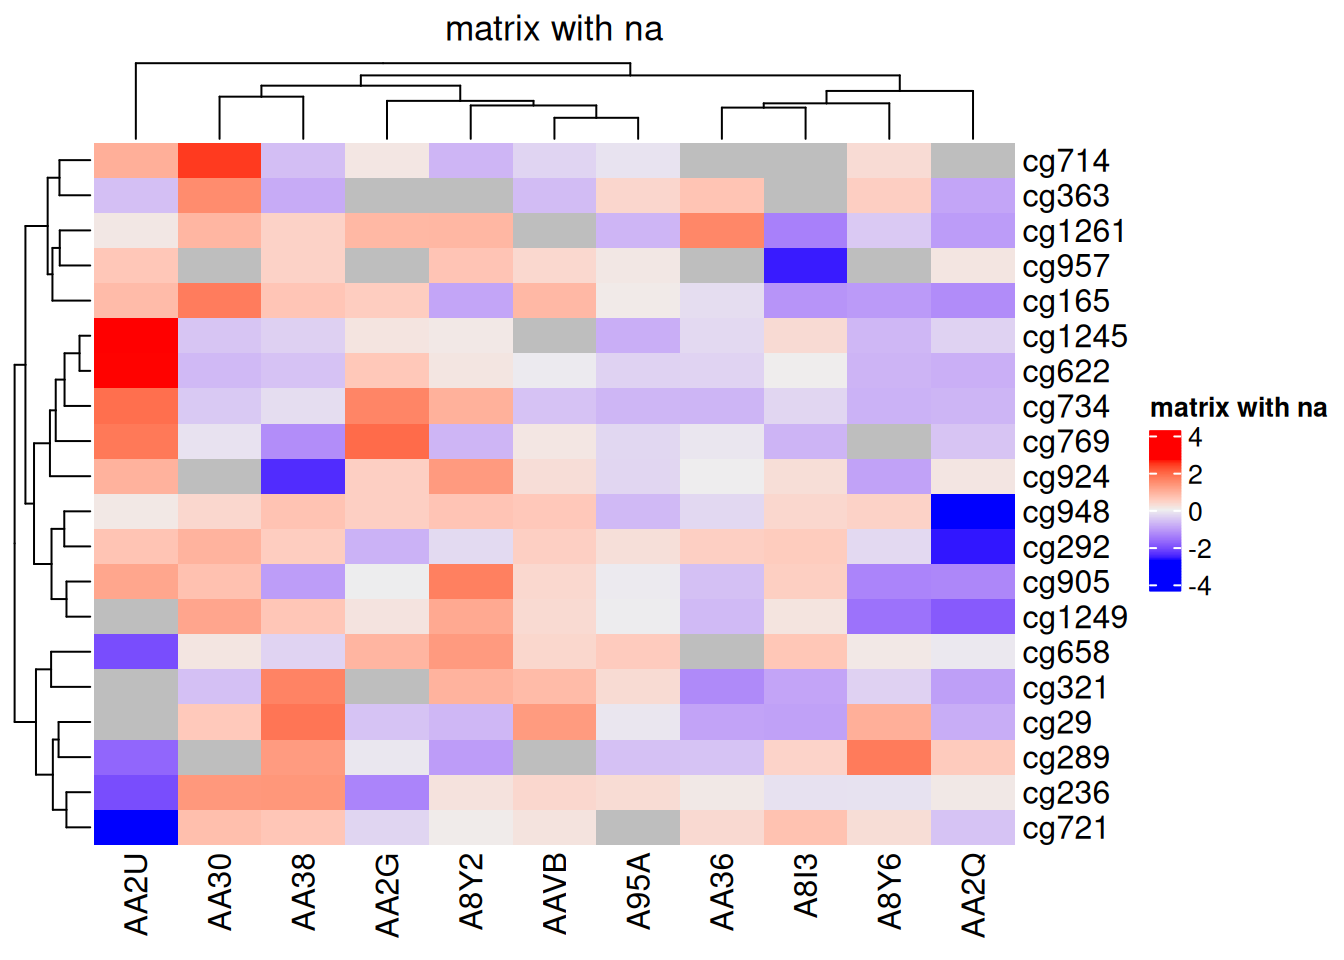 matrix with na
cg714
cg363
cg1261
cg957
cg165
cg1245
cg622
cg734
cg769
cg924
cg948
cg292
cg905
cg1249
cg658
cg321
cg29
cg289
cg236
cg721
matrix with na
4
2
0
-2
-4
AA2U
AA30
AA38
AA2G
A8Y2
AAVB
A95A
AA36
A8I3
A8Y6
AA2Q